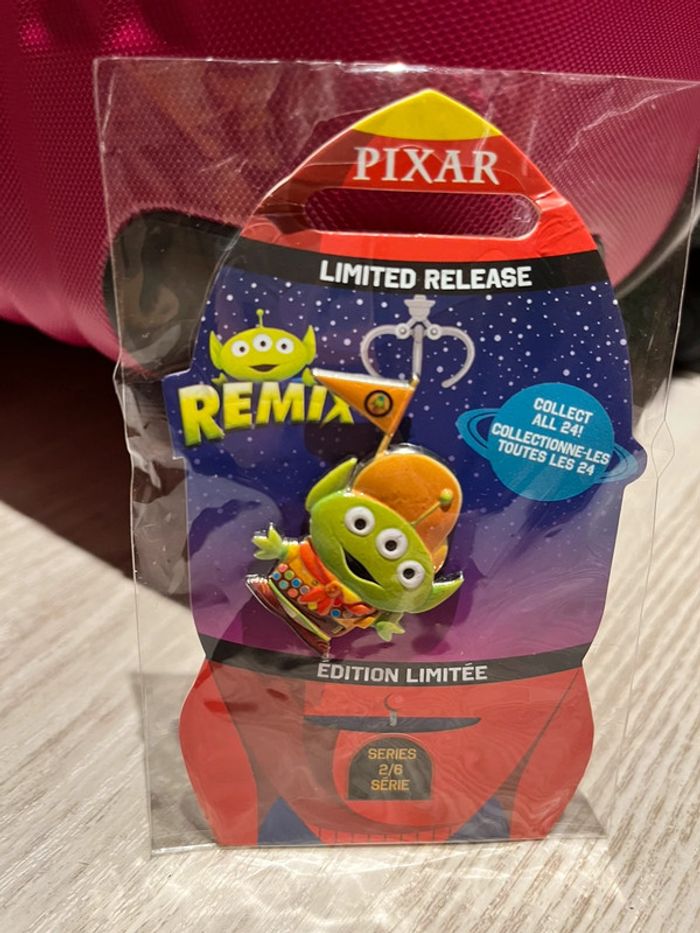 PIXAR
LIMITED RELEASE
REMIX
COLLECT
ALL 24!
COLLECTIONNE-LES
TOUTES LES 24
ÉDITION LIMITÉE
SERIES
2/6
SÉRIE